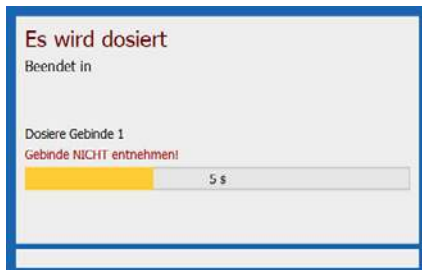 Es wird dosiert
Beendet in
Dosiere Gebinde 1
Gebinde NICHT entnehmen!
5 s